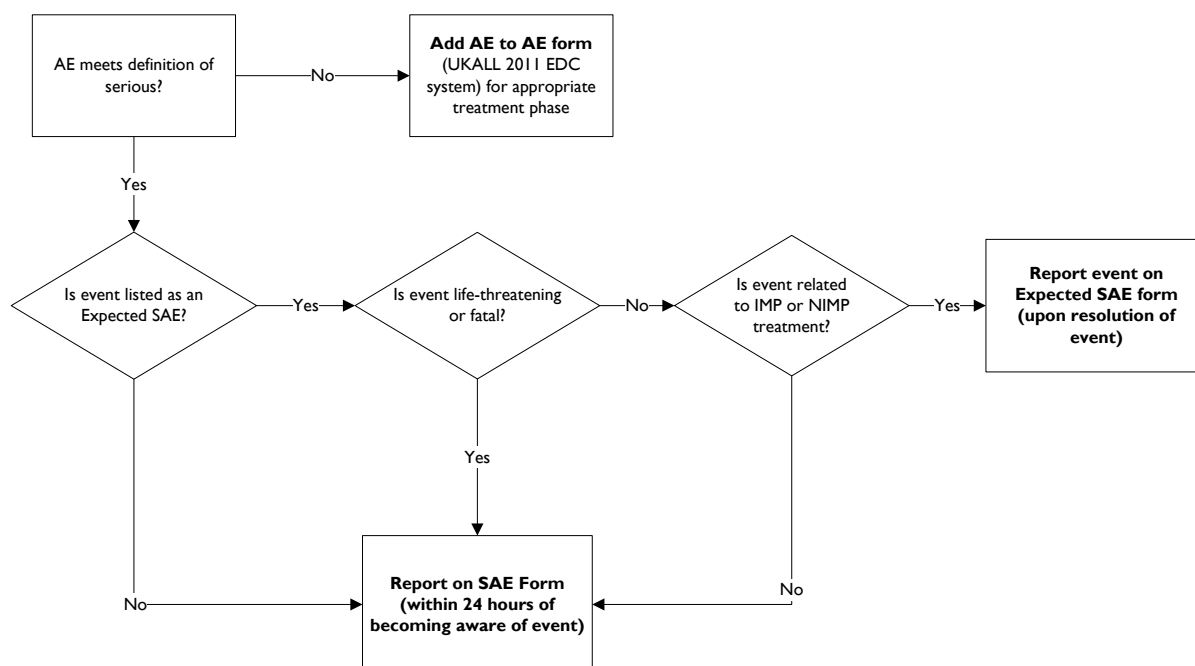 AE meets definition of
serious?
No
Add AE to AE form
(UKALL 2011 EDC
system) for appropriate
treatment phase
Yes
Is event listed as an
Expected SAE?
Yes
Is event life-threatening
or fatal?
No
Is event related
to IMP or NIMP
treatment?
Yes
Report event on
Expected SAE form
(upon resolution of
event)
Yes
No
Report on SAE Form
(within 24 hours of
becoming aware of event)
No